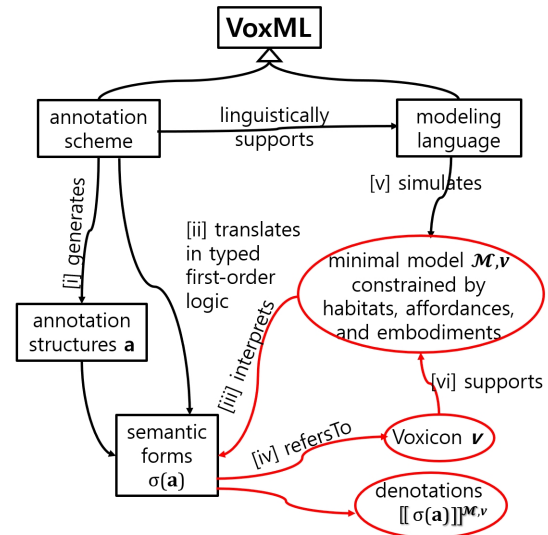 VoxML
annotation
scheme
linguistically
supports
modeling
language
[i] generates
[ii] translates
in typed
first-order
logic
[v] simulates
minimal model 𝓜,𝒗
constrained by
habitats, affordances,
and embodiments
annotation
structures a
[iii] interprets
[vi] supports
semantic
forms
σ(a)
[iv] refersTo
Voxicon 𝒗
denotations
[[ σ(a)]]𝓜,𝒗